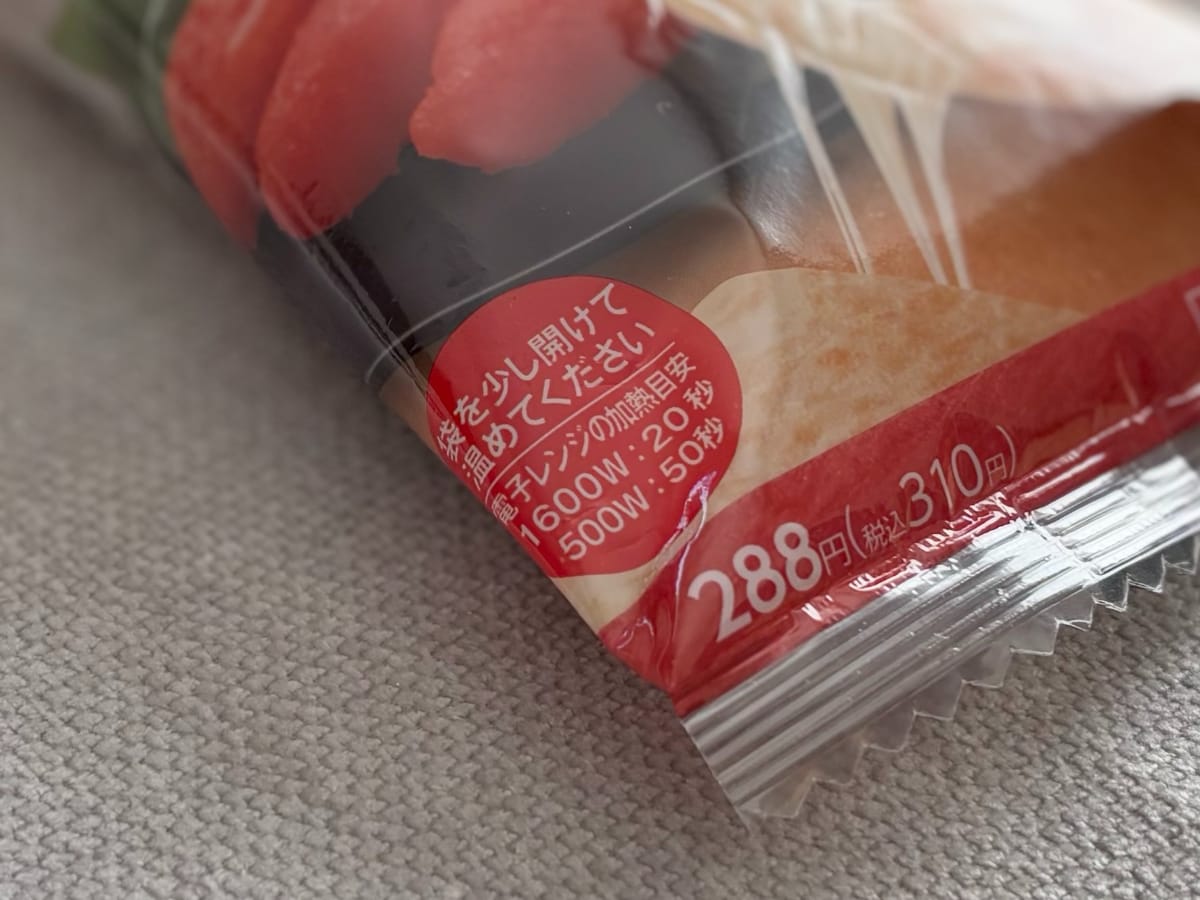 袋を少し開けて
温めてください
電子レンジの加熱目安
1600W:20秒
500W:50秒
288円(税込310円)